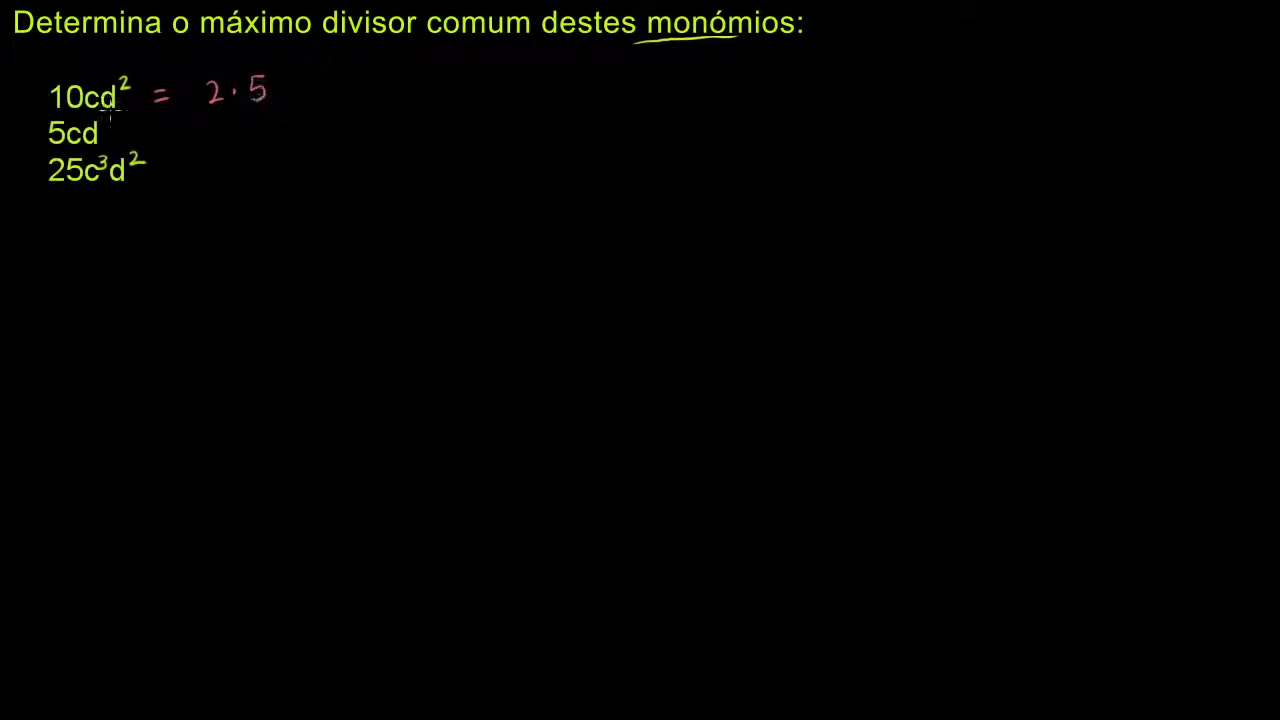 Determina o máximo divisor comum destes monómios:
10cd² = 2 · 5
5cd
25c³d²